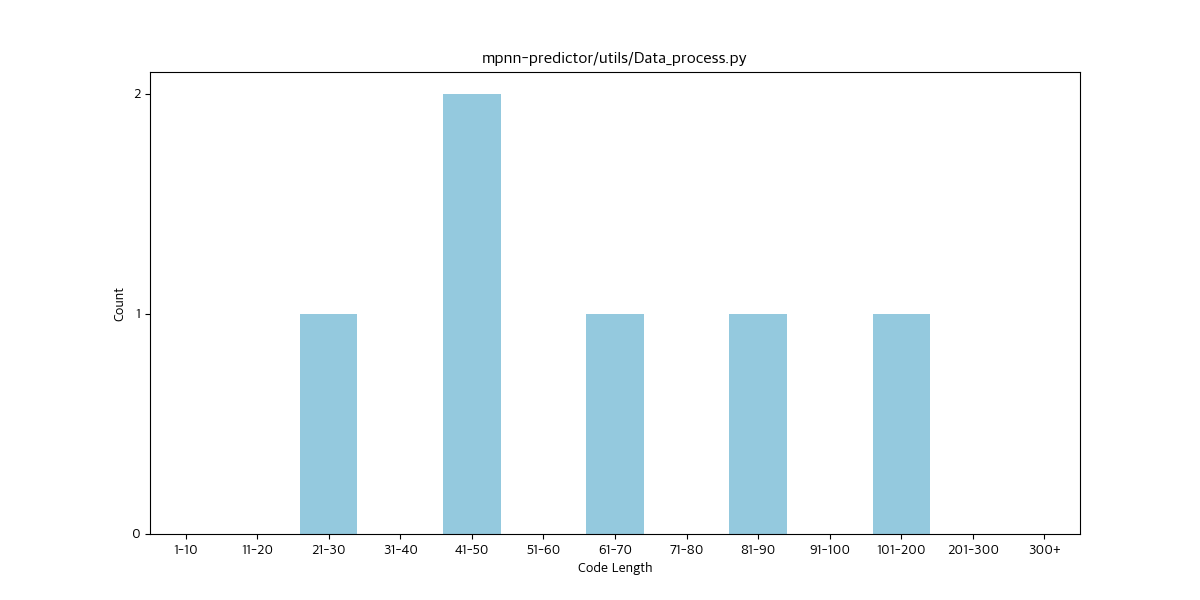 mpnn-predictor/utils/Data_process.py
Count
2
1
0
1-10 11-20 21-30 31-40 41-50 51-60 61-70 71-80 81-90 91-100 101-200 201-300 300+
Code Length